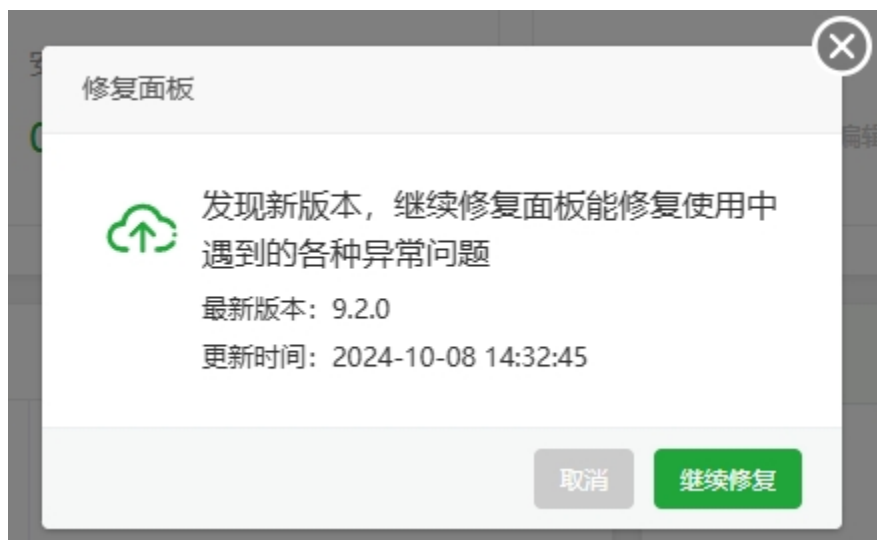 修复面板
编辑
发现新版本，继续修复面板能修复使用中
遇到的各种异常问题
最新版本：9.2.0
更新时间：2024-10-08 14:32:45
取消
继续修复